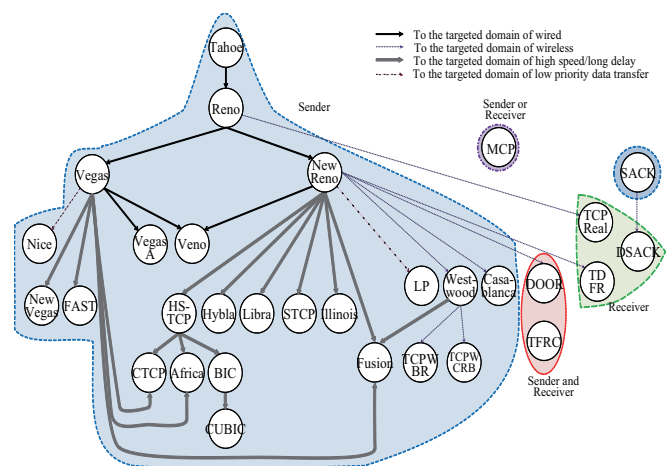 To the targeted domain of wired
To the targeted domain of wireless
To the targeted domain of high speed/long delay
To the targeted domain of low priority data transfer
Tahoe
Reno
Sender
Sender or
Receiver
MCP
Vegas
New
Reno
SACK
TCP
Real
Nice
Vegas
A
Veno
DSACK
TD
FR
Receiver
LP
West-
wood
Casa-
blanca
DOOR
New
Vegas
FAST
HS-
TCP
Hybla
Libra
STCP
Illinois
TFRC
Fusion
TCPW
BR
TCPW
CRB
CTCP
Africa
BIC
Sender and
Receiver
CUBIC